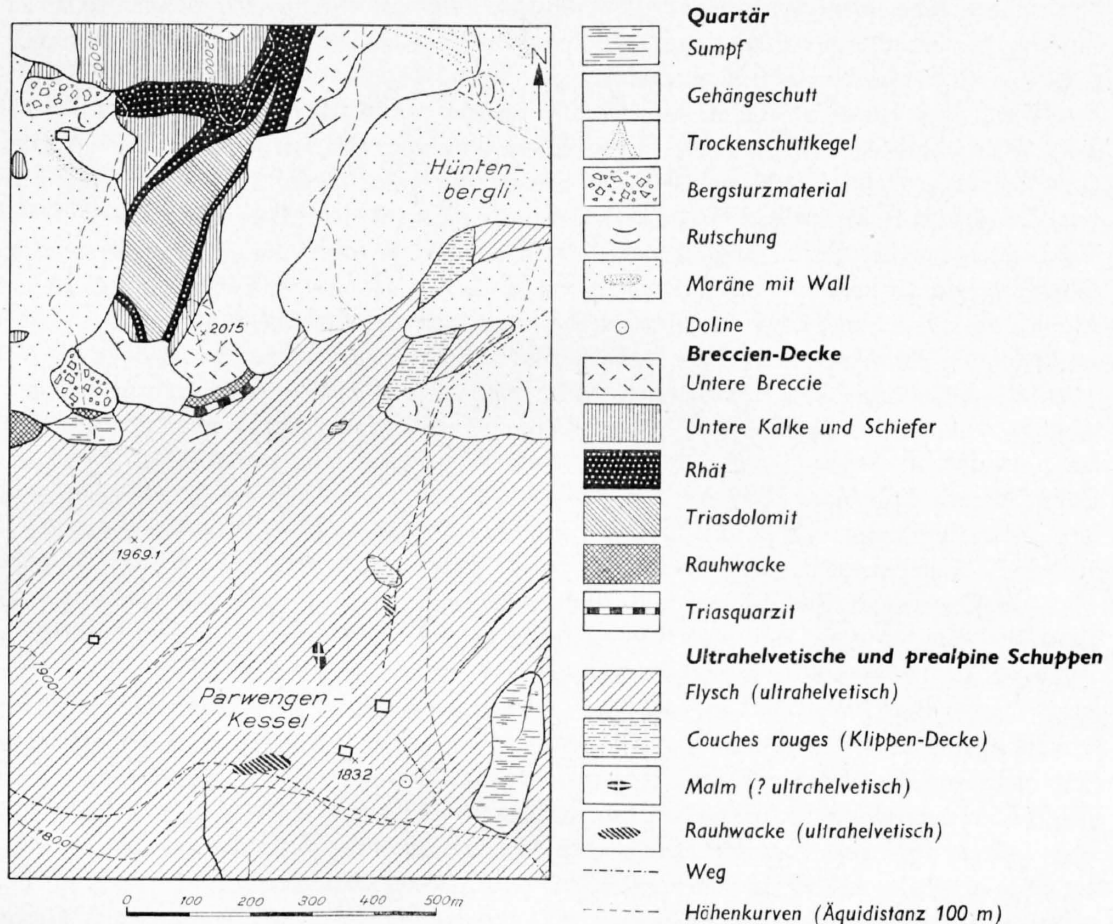 1900
2000
N
Hünten-
bergli
2015
1969.1
1900
Parwengen-
Kessel
1832
1800
0 100 200 300 400 500m
Quartär
Sumpf
Gehängeschutt
Trockenschuttkegel
Bergsturzmaterial
Rutschung
Moräne mit Wall
Doline
Breccien-Decke
Untere Breccie
Untere Kalke und Schiefer
Rhät
Triasdolomit
Rauhwacke
Triasquarzit
Ultrahelvetische und prealpine Schuppen
Flysch (ultrahelvetisch)
Couches rouges (Klippen-Decke)
Malm (? ultrahelvetisch)
Rauhwacke (ultrahelvetisch)
Weg
Höhenkurven (Äquidistanz 100 m)